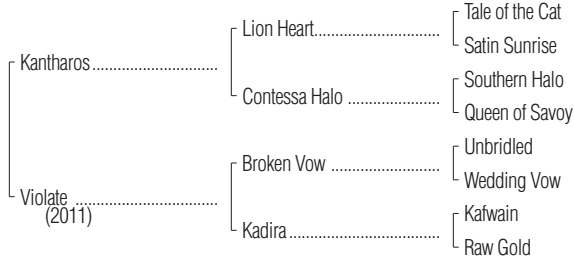 Tale of the Cat
Lion Heart
Satin Sunrise
Kantharos
Southern Halo
Contessa Halo
Queen of Savoy
Unbridled
Broken Vow
Wedding Vow
Violate
(2011)
Kafwain
Kadira
Raw Gold